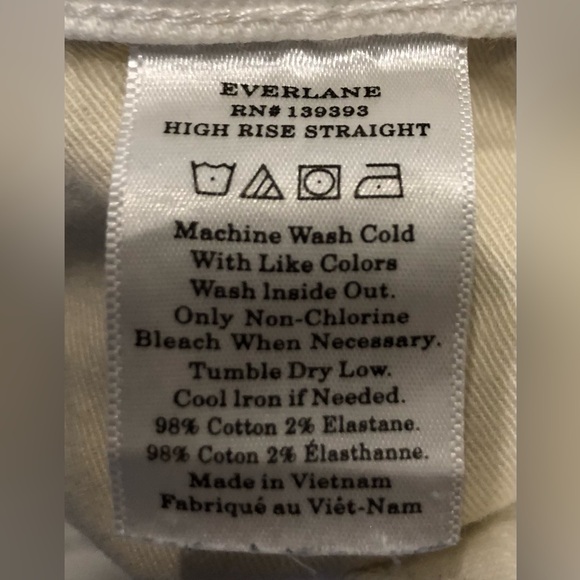 EVERLANE
RN# 139393
HIGH RISE STRAIGHT
Machine Wash Cold
With Like Colors
Wash Inside Out.
Only Non-Chlorine
Bleach When Necessary.
Tumble Dry Low.
Cool Iron if Needed.
98% Cotton 2% Elastane.
98% Coton 2% Élasthanne.
Made in Vietnam
Fabriqué au Viêt-Nam